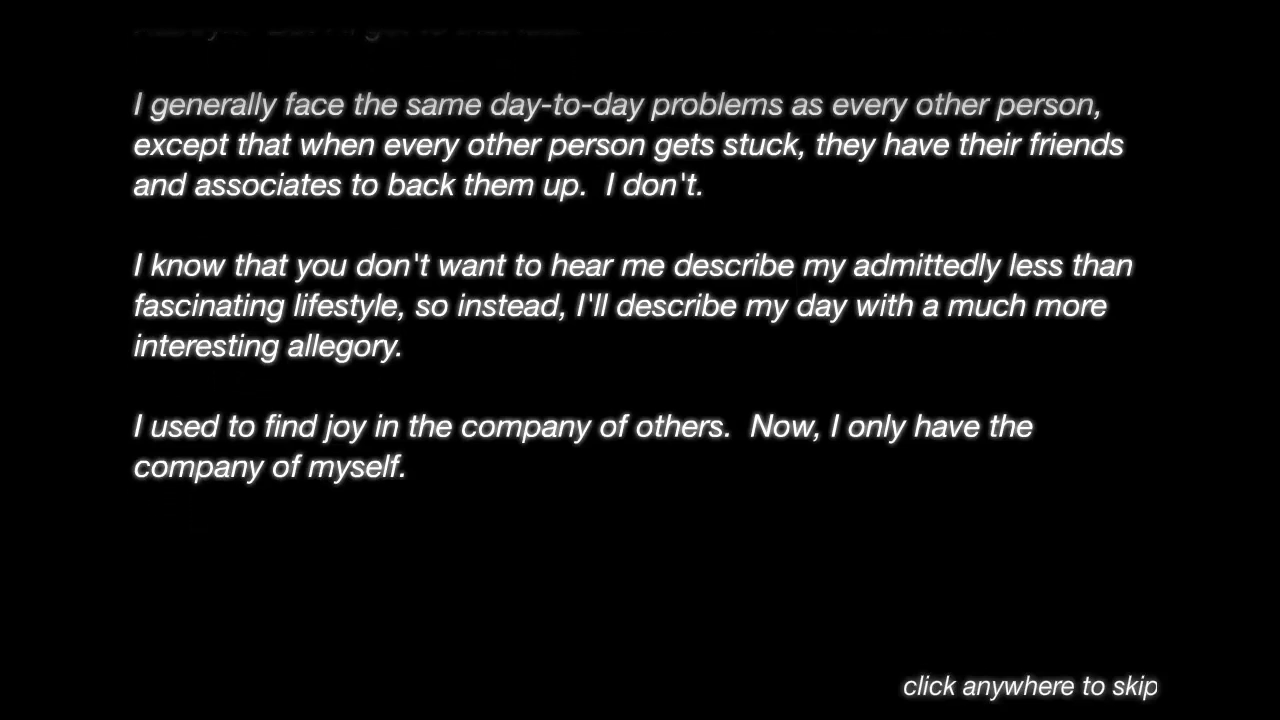 I generally face the same day-to-day problems as every other person,
except that when every other person gets stuck, they have their friends
and associates to back them up.  I don't.
I know that you don't want to hear me describe my admittedly less than
fascinating lifestyle, so instead, I'll describe my day with a much more
interesting allegory.
I used to find joy in the company of others.  Now, I only have the
company of myself.
click anywhere to skip